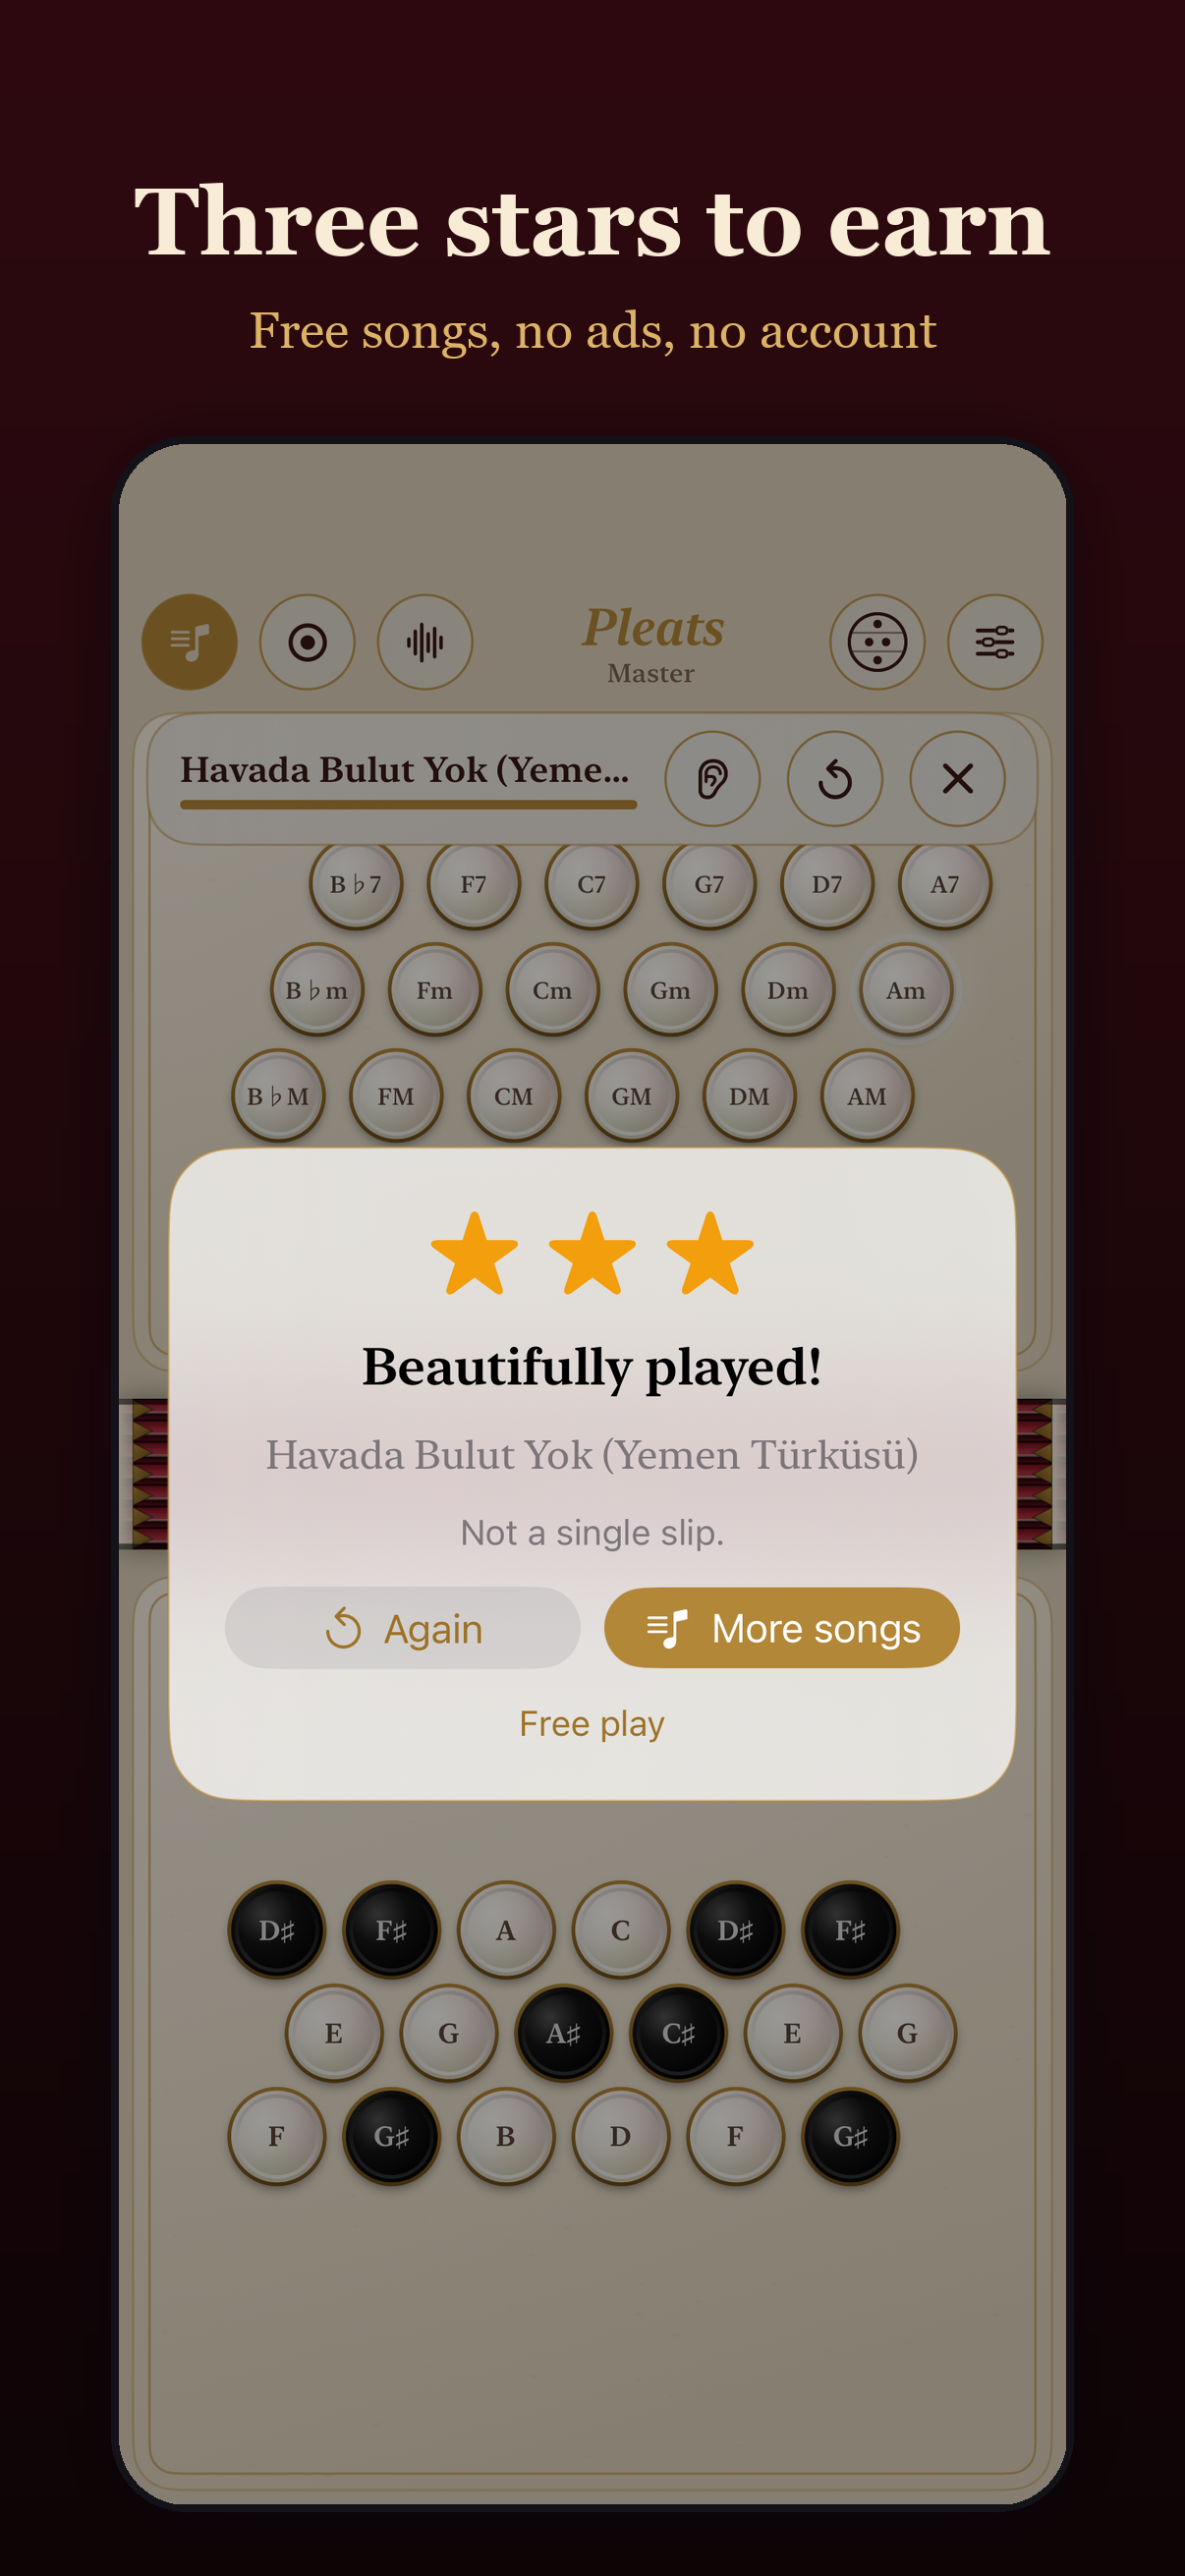 Three stars to earn
Free songs, no ads, no account
Pleats
Master
Havada Bulut Yok (Yeme...
B♭7 F7 C7 G7 D7 A7
B♭m Fm Cm Gm Dm Am
B♭M FM CM GM DM AM
Beautifully played!
Havada Bulut Yok (Yemen Türküsü)
Not a single slip.
Again More songs
Free play
D♯ F♯ A C D♯ F♯
E G A♯ C♯ E G
F G♯ B D F G♯